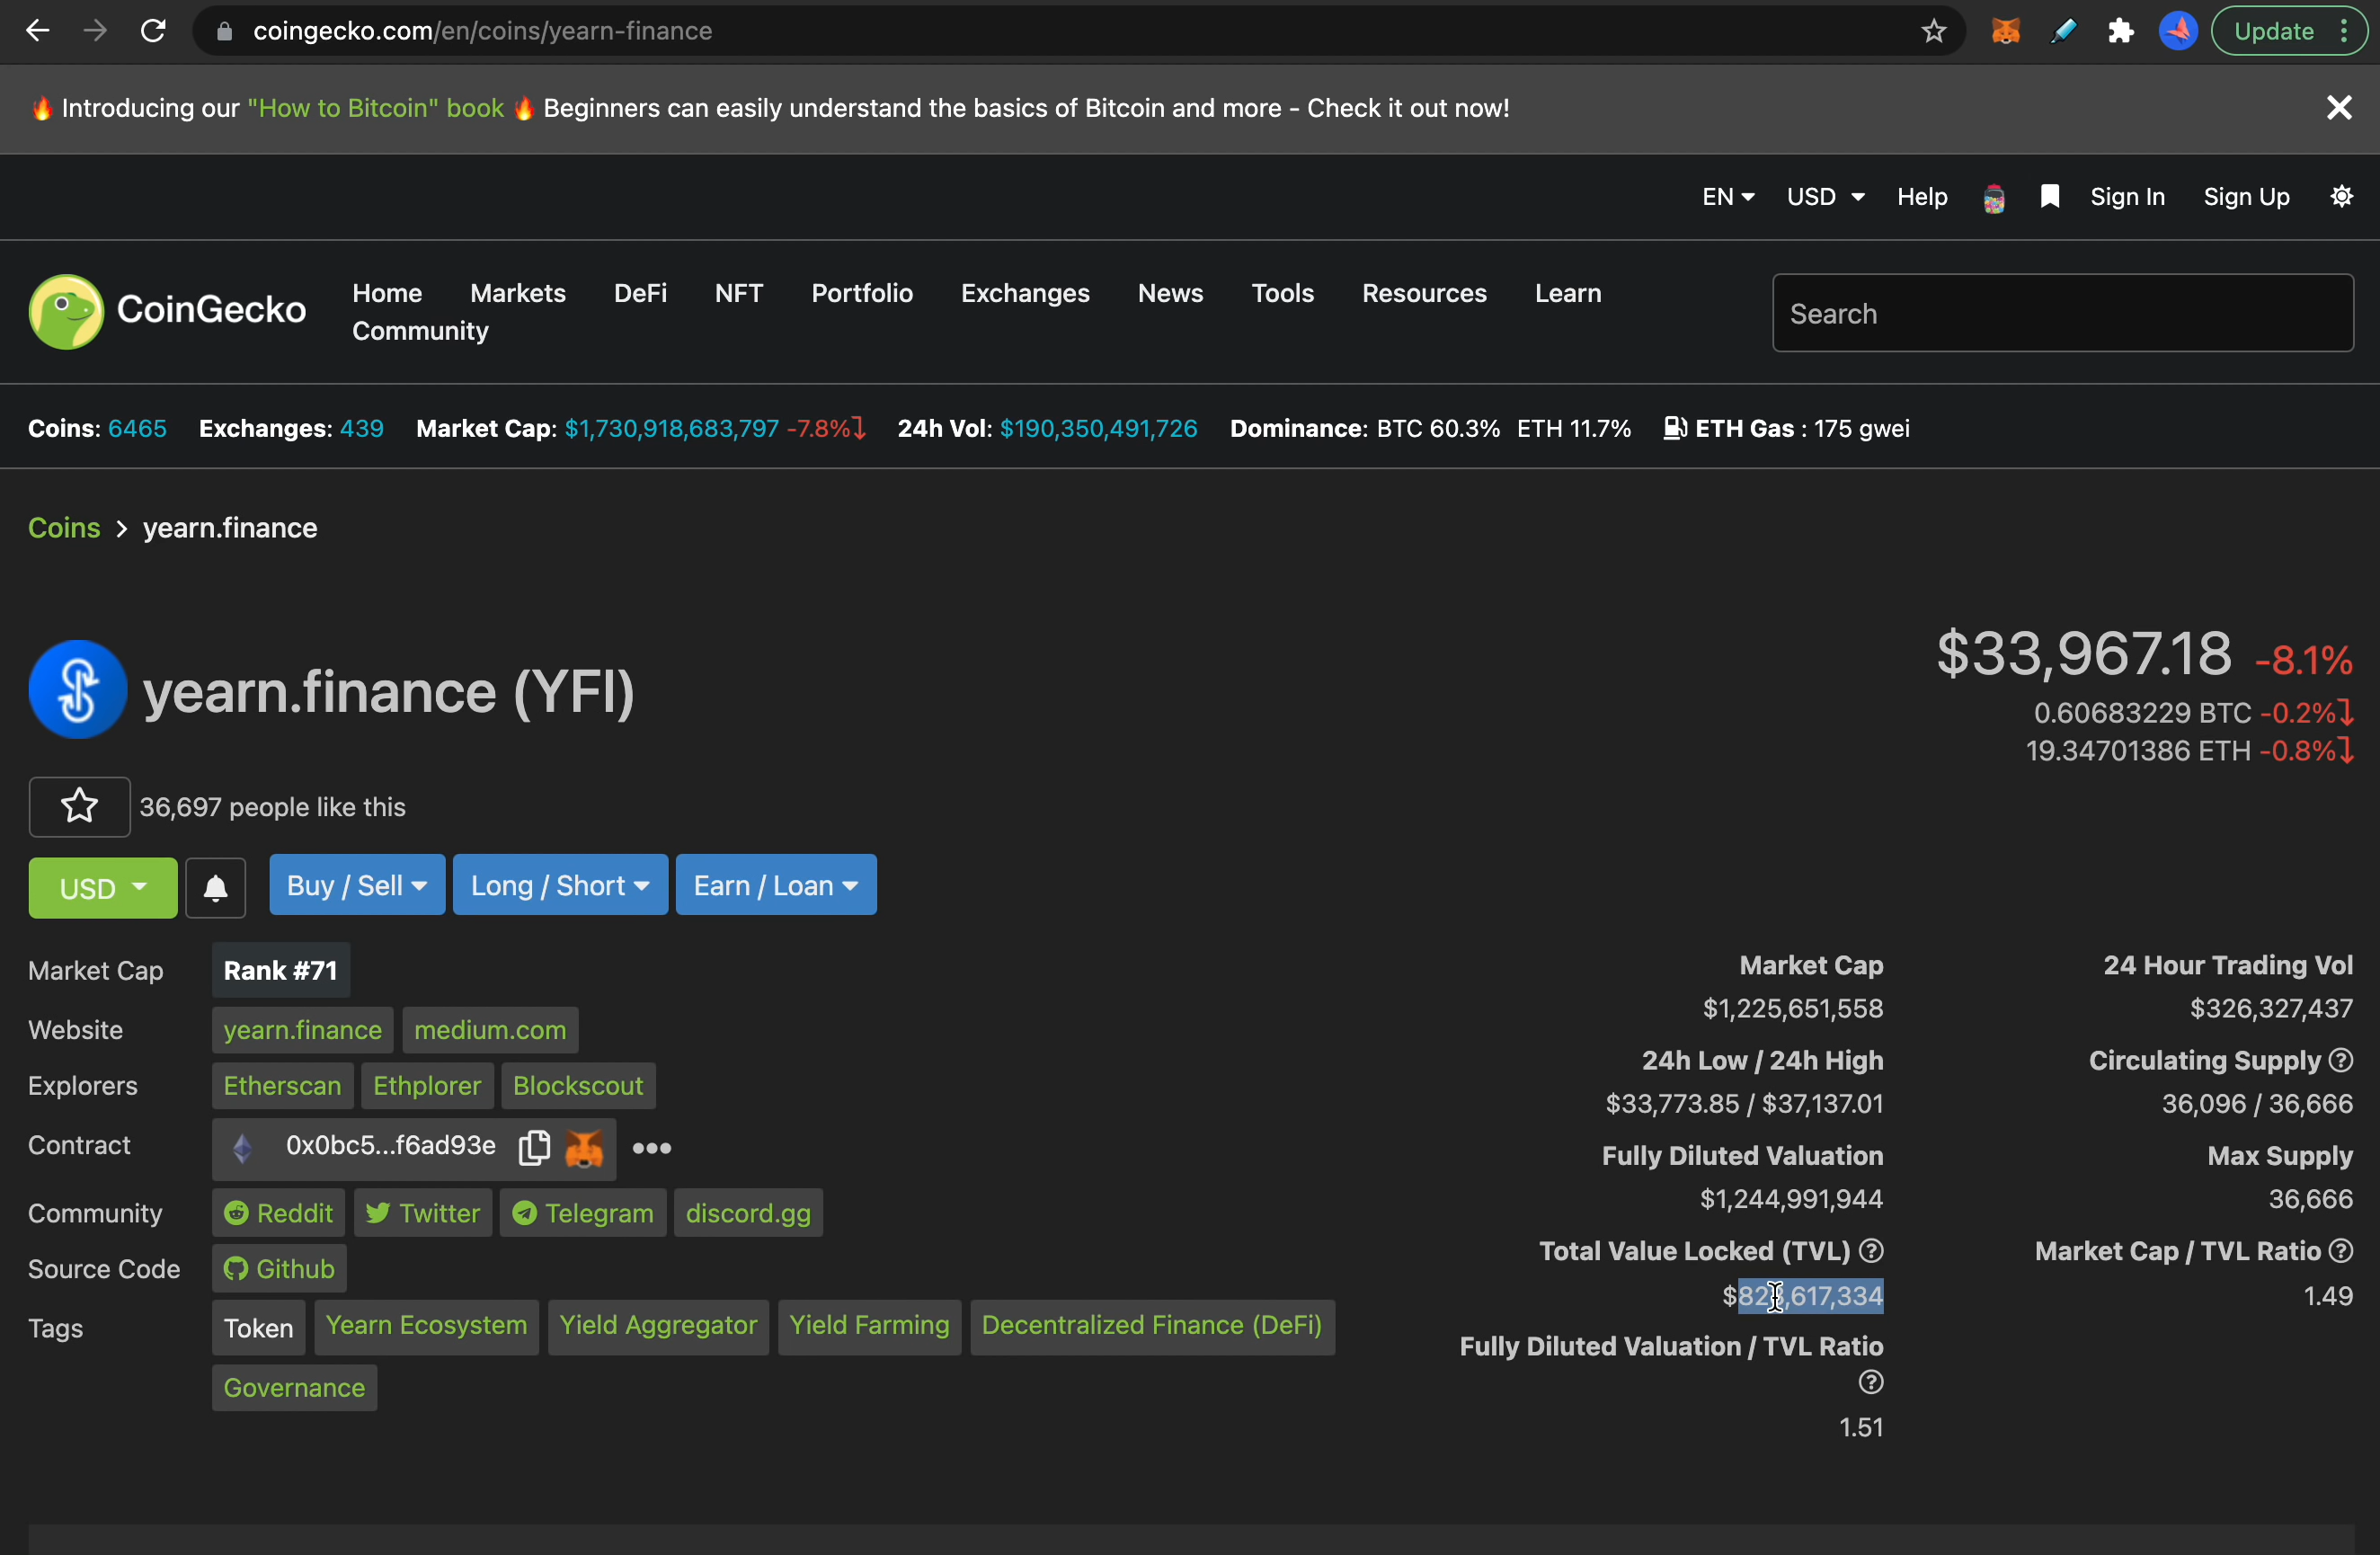 coingecko.com/en/coins/yearn-finance
Update
Introducing our "How to Bitcoin" book Beginners can easily understand the basics of Bitcoin and more - Check it out now!
EN USD Help Sign In Sign Up
CoinGecko
Home Markets DeFi NFT Portfolio Exchanges News Tools Resources Learn
Community
Search
Coins: 6465 Exchanges: 439 Market Cap: $1,730,918,683,797 -7.8% 24h Vol: $190,350,491,726 Dominance: BTC 60.3% ETH 11.7% ETH Gas : 175 gwei
Coins > yearn.finance
yearn.finance (YFI)
$33,967.18 -8.1%
0.60683229 BTC -0.2%
19.34701386 ETH -0.8%
36,697 people like this
USD Buy / Sell Long / Short Earn / Loan
Market Cap Rank #71
Website yearn.finance medium.com
Explorers Etherscan Ethplorer Blockscout
Contract 0x0bc5...f6ad93e
Community Reddit Twitter Telegram discord.gg
Source Code Github
Tags Token Yearn Ecosystem Yield Aggregator Yield Farming Decentralized Finance (DeFi)
Governance
Market Cap
$1,225,651,558
24h Low / 24h High
$33,773.85 / $37,137.01
Fully Diluted Valuation
$1,244,991,944
Total Value Locked (TVL)
Fully Diluted Valuation / TVL Ratio
1.51
24 Hour Trading Vol
$326,327,437
Circulating Supply
36,096 / 36,666
Max Supply
36,666
Market Cap / TVL Ratio
1.49